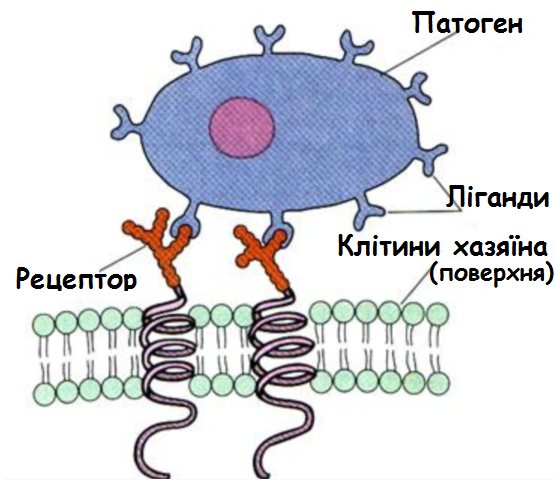 Патоген
Ліганди
Клітини хазяїна
(поверхня)
Рецептор